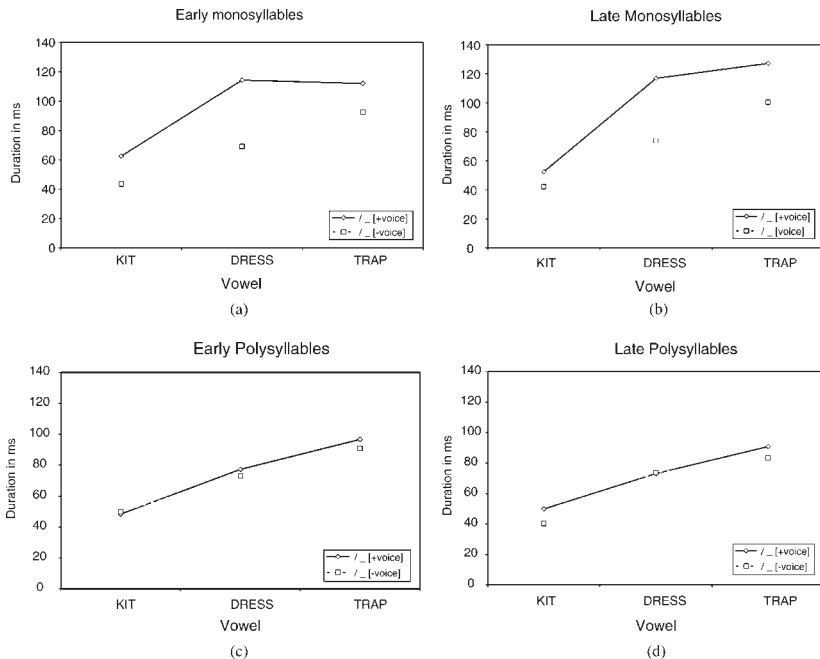 Early monosyllables
140
120
100
80
60
40
20
0
Duration in ms
KIT DRESS TRAP
Vowel
/ _ [+voice]
/ _ [-voice]
(a)
Late Monosyllables
140
120
100
80
60
40
20
0
Duration in ms
KIT DRESS TRAP
Vowel
/ _ [+voice]
/ _ [voice]
(b)
Early Polysyllables
140
120
100
80
60
40
20
0
Duration in ms
KIT DRESS TRAP
Vowel
/ _ [+voice]
/ _ [-voice]
(c)
Late Polysyllables
140
120
100
80
60
40
20
0
Duration in ms
KIT DRESS TRAP
Vowel
/ _ [+voice]
/ _ [-voice]
(d)